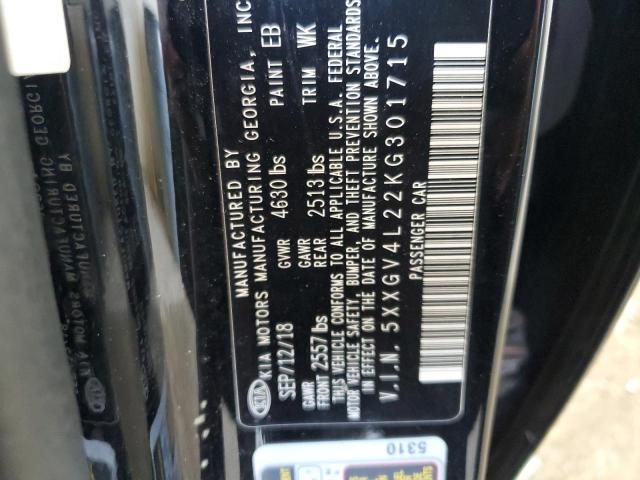 MANUFACTURED BY
KIA KIA MOTORS MANUFACTURING GEORGIA, INC
SEP/12/18 GVWR 4630 lbs PAINT EB
GAWR GAWR
FRONT 2557 lbs REAR 2513 lbs TRIM WK
THIS VEHICLE CONFORMS TO ALL APPLICABLE U.S.A. FEDERAL
MOTOR VEHICLE SAFETY, BUMPER, AND THEFT PREVENTION STANDARDS
IN EFFECT ON THE DATE OF MANUFACTURE SHOWN ABOVE.
V.I.N. 5XXGV4L22KG301715
PASSENGER CAR
5310